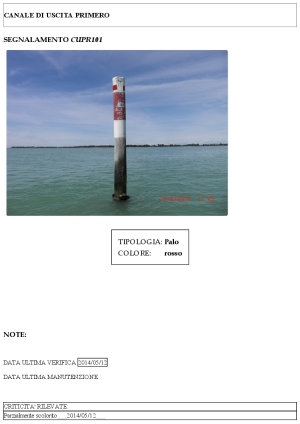 CANALE DI USCITA PRIMERO
SEGNALAMENTO CUPR101
TIPOLOGIA: Palo
COLORE: rosso
NOTE:
DATA ULTIMA VERIFICA 2014/05/12
DATA ULTIMA MANUTENZIONE
CRITICITA' RILEVATE
Parzialmente scolorito 2014/05/12